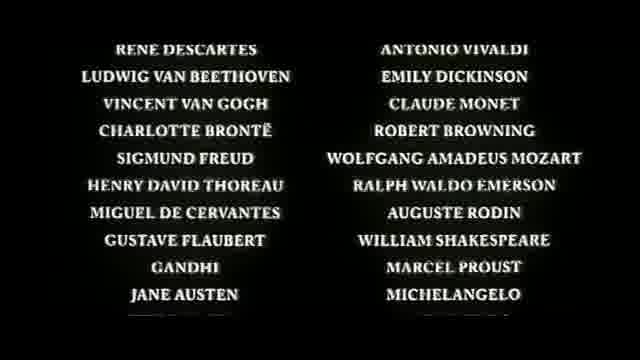 RENÉ DESCARTES ANTONIO VIVALDI
LUDWIG VAN BEETHOVEN EMILY DICKINSON
VINCENT VAN GOGH CLAUDE MONET
CHARLOTTE BRONTË ROBERT BROWNING
SIGMUND FREUD WOLFGANG AMADEUS MOZART
HENRY DAVID THOREAU RALPH WALDO EMERSON
MIGUEL DE CERVANTES AUGUSTE RODIN
GUSTAVE FLAUBERT WILLIAM SHAKESPEARE
GANDHI MARCEL PROUST
JANE AUSTEN MICHELANGELO